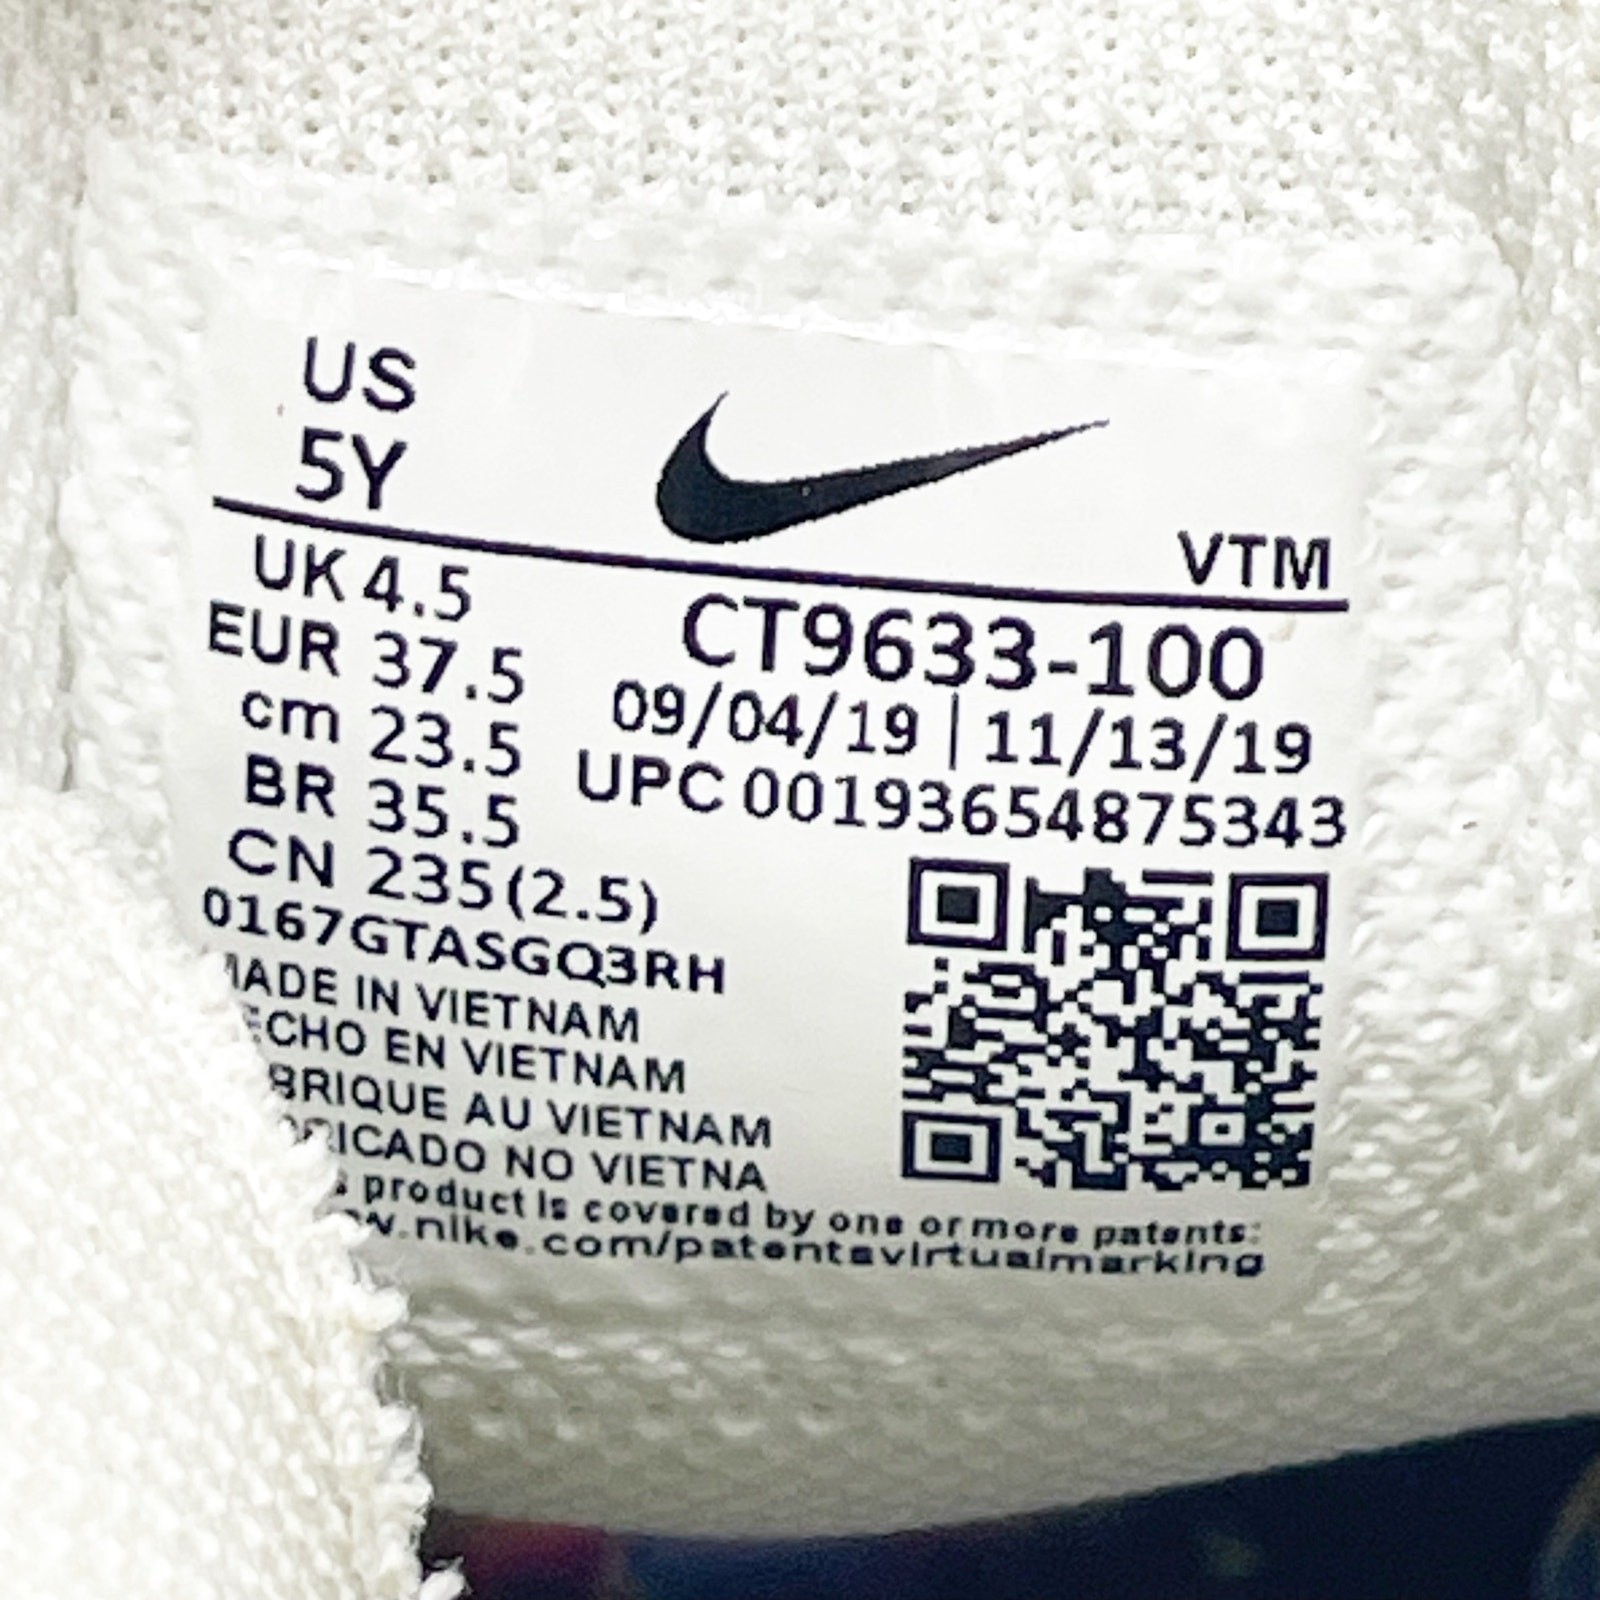 US
5Y
VTM
UK 4.5
EUR 37.5
cm 23.5
BR 35.5
CN 235(2.5)
CT9633-100
09/04/19 | 11/13/19
UPC 00193654875343
0167GTASGQ3RH
MADE IN VIETNAM
ECHO EN VIETNAM
BRIQUE AU VIETNAM
RICADO NO VIETNA
product is covered by one or more patents:
w.nike.com/patentsvirtualmarking